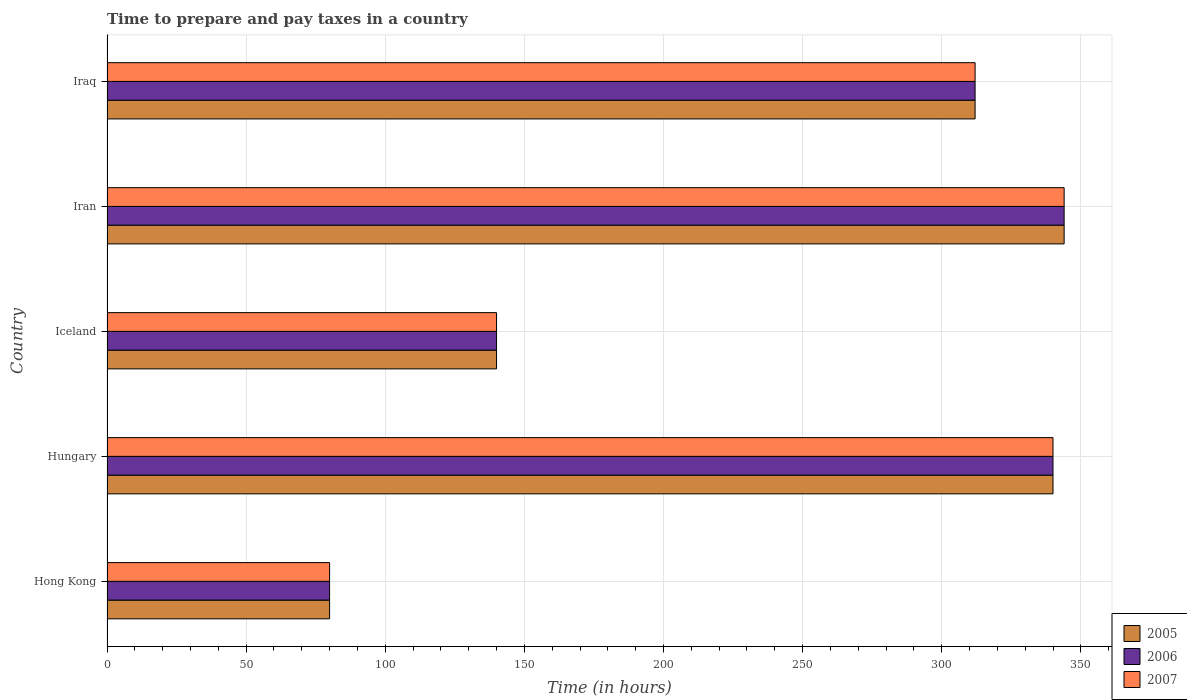 Time to prepare and pay taxes in a country
Iraq
Iran
Iceland
Hungary
Hong Kong
Country
0
50
100
150
200
250
300
350
Time (in hours)
2005
2006
2007